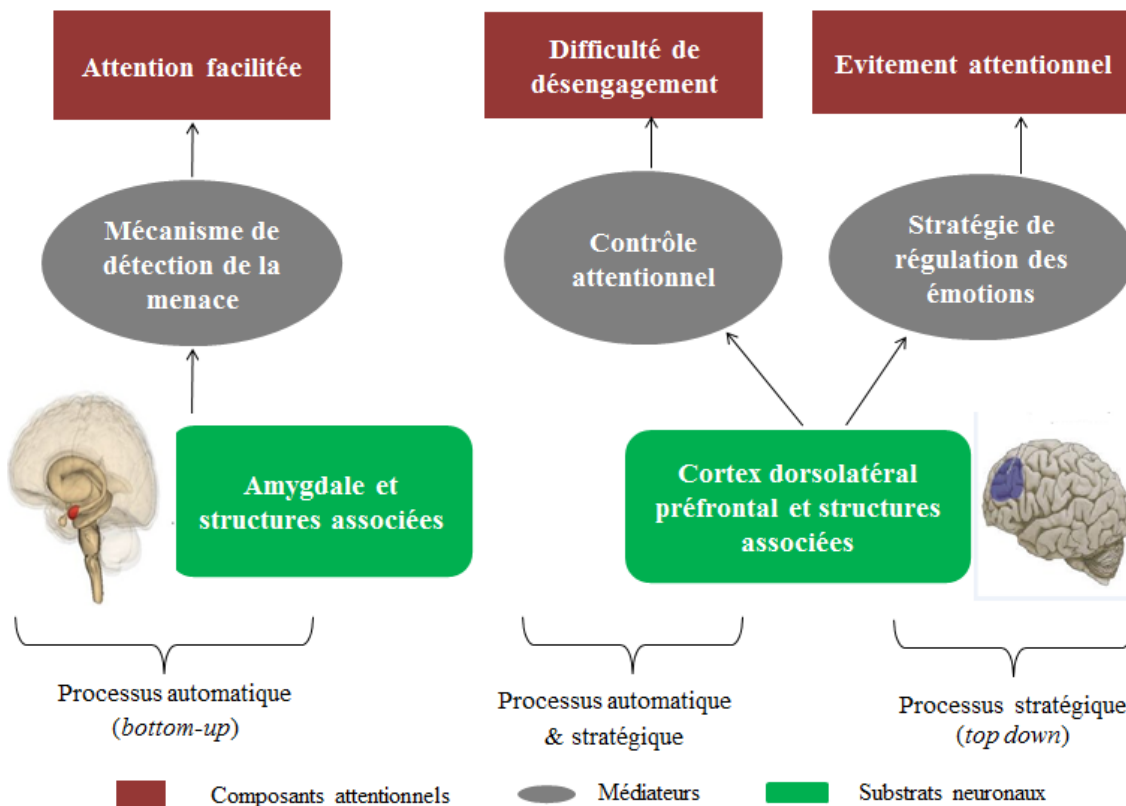 Attention facilitée
Difficulté de
désengagement
Evitement attentionnel
Mécanisme de
détection de la
menace
Contrôle
attentionnel
Stratégie de
régulation des
émotions
Amygdale et
structures associées
Cortex dorsolatéral
préfrontal et structures
associées
Processus automatique
(bottom-up)
Processus automatique
& stratégique
Processus stratégique
(top down)
Composants attentionnels
Médiateurs
Substrats neuronaux